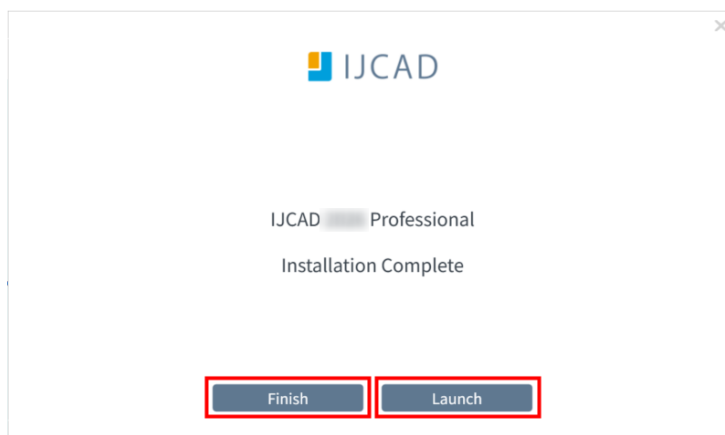 IJCAD
IJCAD Professional
Installation Complete
Finish Launch